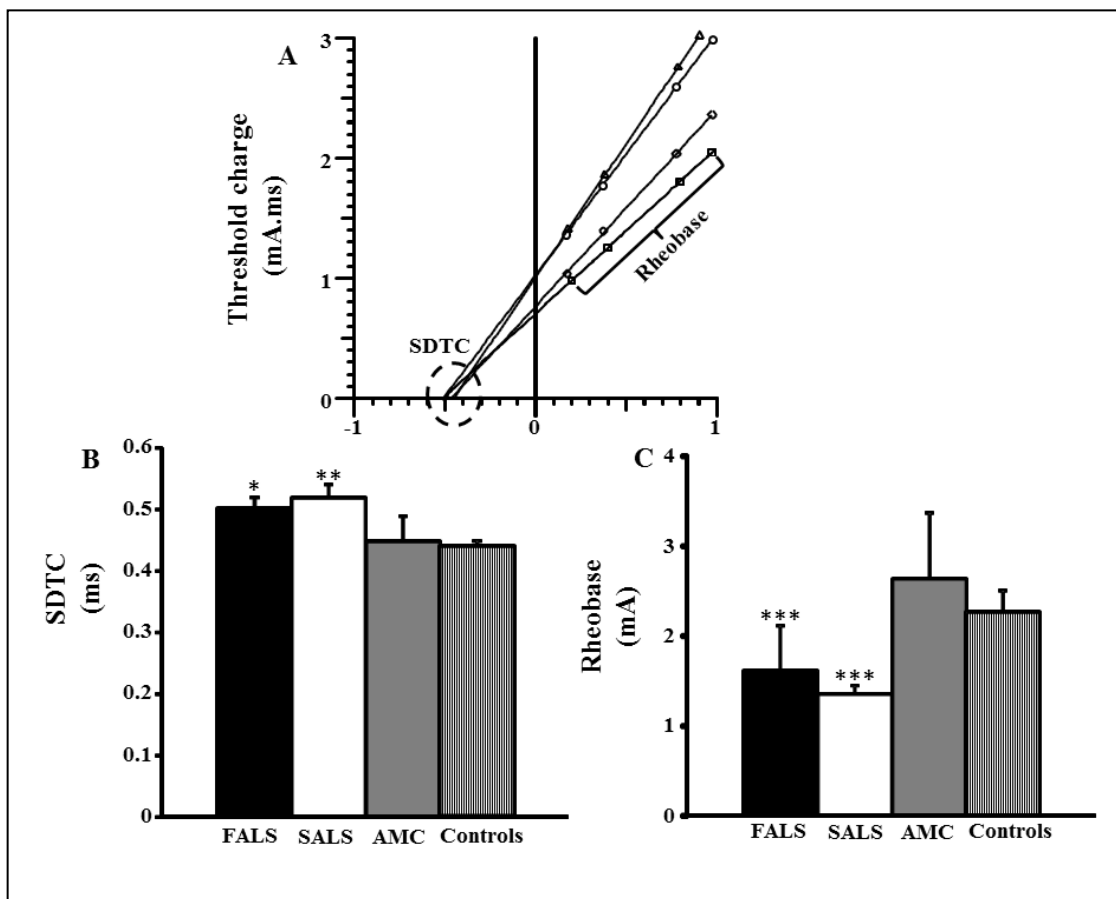 A
Threshold charge
(mA.ms)
3
2
1
0
SDTC
Rheobase
-1
0
1
B
SDTC
(ms)
0.6
0.5
0.4
0.3
0.2
0.1
0
*
**
FALS SALS AMC Controls
C
Rheobase
(mA)
4
3
2
1
0
***
***
FALS SALS AMC Controls